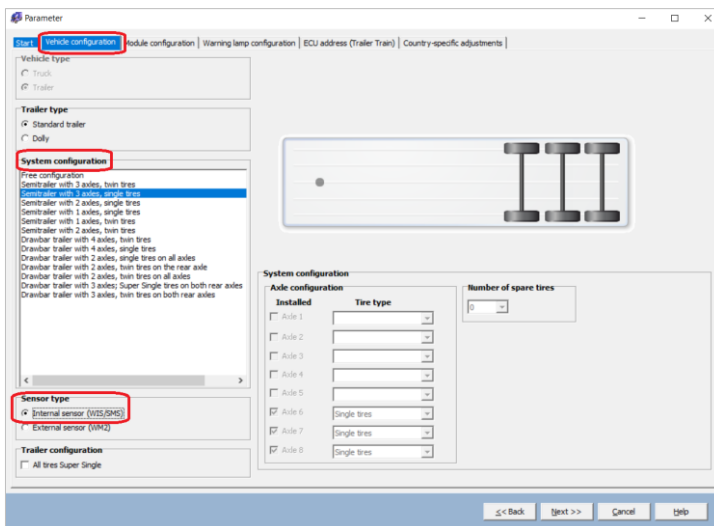 Parameter
Start
Vehicle configuration
Module configuration
Warning lamp configuration
ECU address (Trailer Train)
Country-specific adjustments
Vehicle type
Truck
Trailer
Trailer type
Standard trailer
Dolly
System configuration
Free configuration
Semitrailer with 3 axles, twin tires
Semitrailer with 3 axles, single tires
Semitrailer with 2 axles, single tires
Semitrailer with 1 axles, single tires
Semitrailer with 1 axles, twin tires
Semitrailer with 2 axles, twin tires
Drawbar trailer with 4 axles, twin tires
Drawbar trailer with 4 axles, single tires
Drawbar trailer with 2 axles, single tires on all axles
Drawbar trailer with 2 axles, twin tires on the rear axle
Drawbar trailer with 2 axles, twin tires on all axles
Drawbar trailer with 3 axles; Super Single tires on both rear axles
Drawbar trailer with 3 axles, twin tires on both rear axles
Sensor type
Internal sensor (WIS/SMS)
External sensor (WM2)
Trailer configuration
All tires Super Single
System configuration
Axle configuration
Installed Tire type
Axle 1
Axle 2
Axle 3
Axle 4
Axle 5
Axle 6 Single tires
Axle 7 Single tires
Axle 8 Single tires
Number of spare tires
0
<< Back
Next >>
Cancel
Help